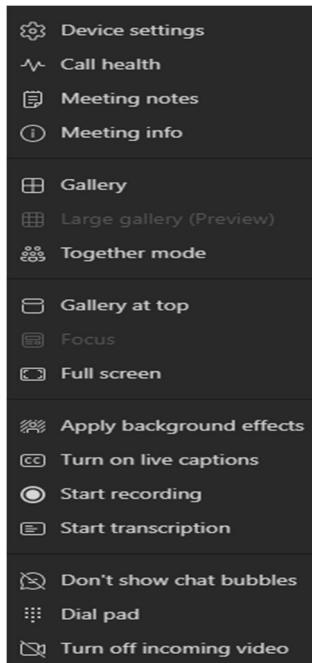 Device settings
Call health
Meeting notes
Meeting info
Gallery
Large gallery (Preview)
Together mode
Gallery at top
Focus
Full screen
Apply background effects
CC Turn on live captions
Start recording
Start transcription
Don't show chat bubbles
Dial pad
Turn off incoming video